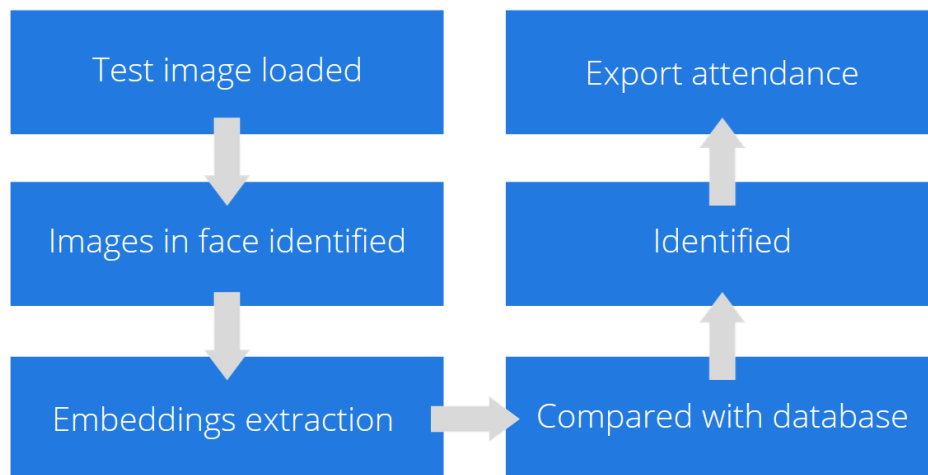 Test image loaded
Images in face identified
Embeddings extraction
Compared with database
Identified
Export attendance